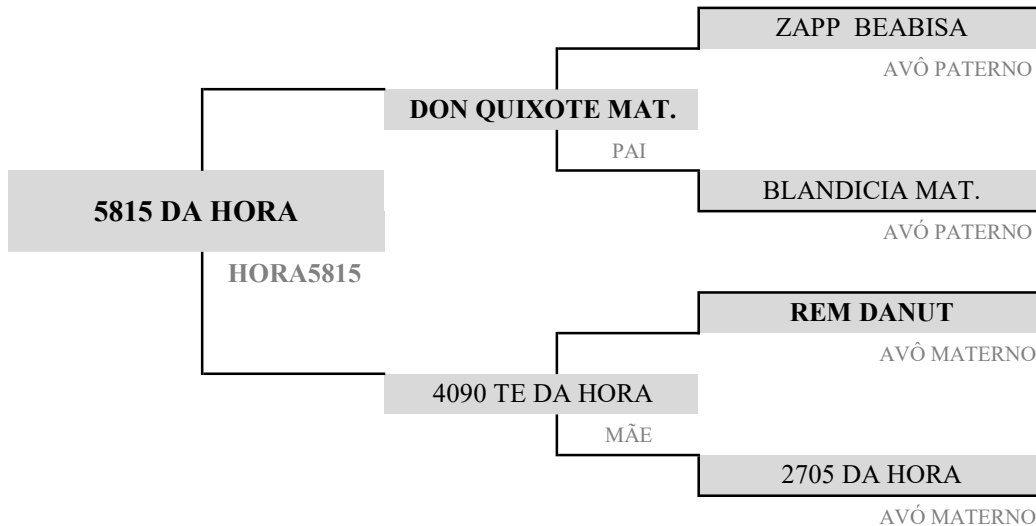 ZAPP BEABISA
AVÔ PATERNO
DON QUIXOTE MAT.
PAI
BLANDICIA MAT.
AVÓ PATERNO
5815 DA HORA
HORA5815
REM DANUT
AVÔ MATERNO
4090 TE DA HORA
MÃE
2705 DA HORA
AVÓ MATERNO